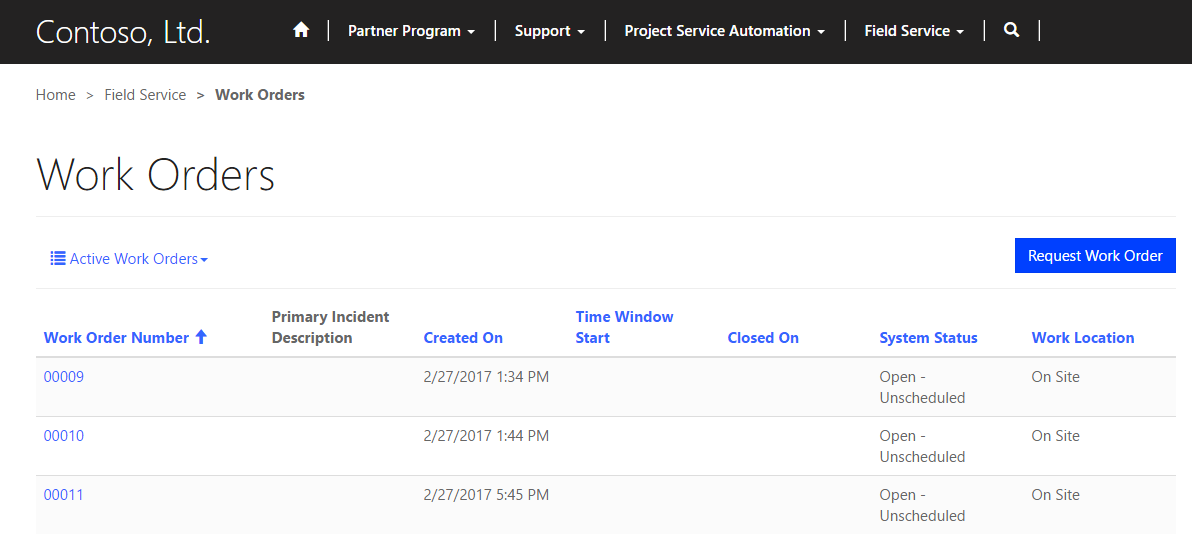 Contoso, Ltd.
Partner Program
Support
Project Service Automation
Field Service
Home > Field Service > Work Orders
Work Orders
Active Work Orders
Request Work Order
Work Order Number
Primary Incident
Description
Created On
Time Window
Start
Closed On
System Status
Work Location
00009
2/27/2017 1:34 PM
Open -
Unscheduled
On Site
00010
2/27/2017 1:44 PM
Open -
Unscheduled
On Site
00011
2/27/2017 5:45 PM
Open -
Unscheduled
On Site